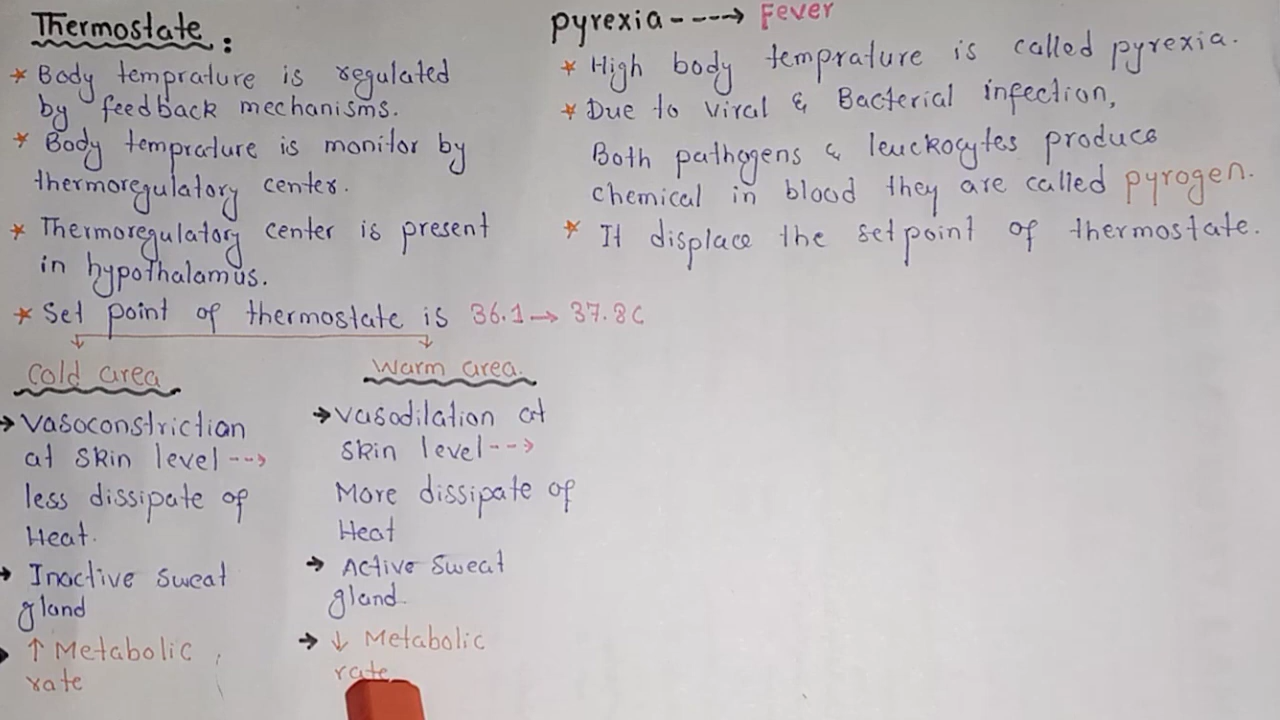 Thermostate :
* Body temprature is regulated
by feedback mechanisms.
* Body temprature is monitor by
thermoregulatory center.
* Thermoregulatory center is present
in hypothalamus.
* Set point of thermostate is 36.1 → 37.8C
Cold area
→ Vasoconstriction
at skin level --→
less dissipate of
Heat.
→ Inactive sweat
gland
→ ↑ Metabolic
rate
Warm area.
→ Vasodilation at
skin level --→
More dissipate of
Heat
→ Active sweat
gland.
→ ↓ Metabolic
rate
pyrexia ----→ Fever
* High body temprature is called pyrexia.
* Due to viral & Bacterial infection,
Both pathogens & leuckocytes produce
chemical in blood they are called pyrogen.
* It displace the setpoint of thermostate.